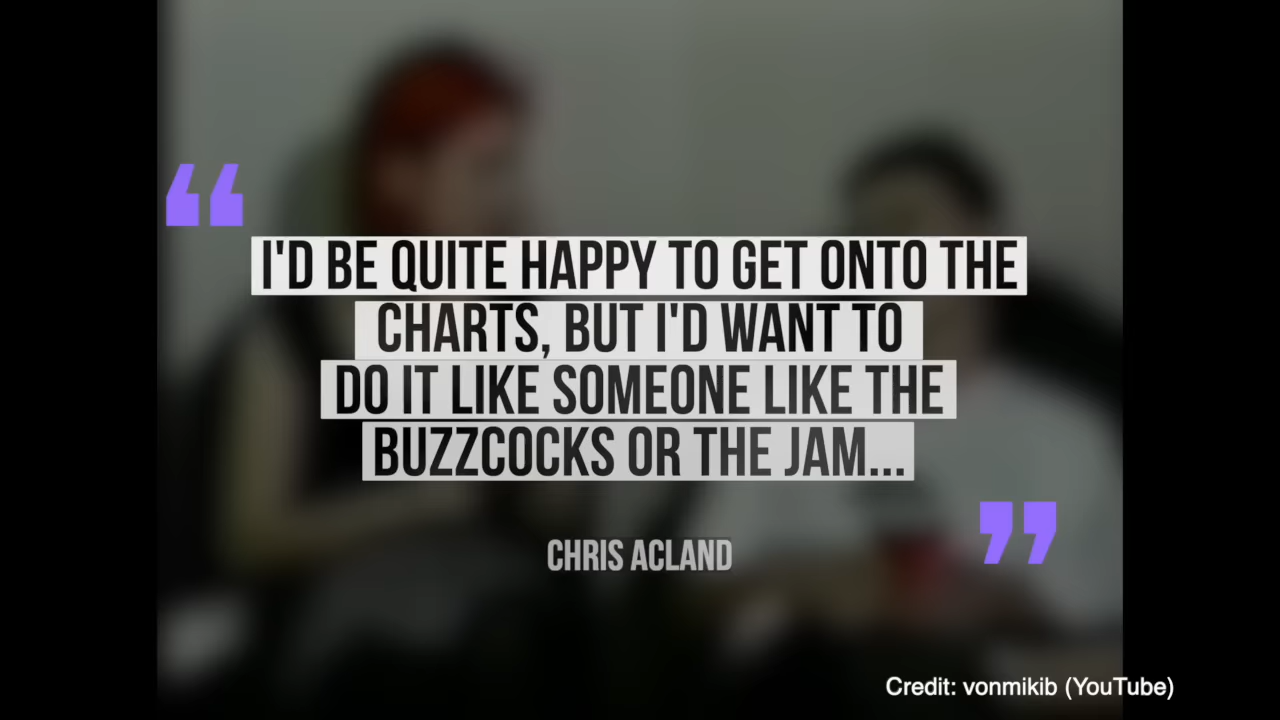 “
I'D BE QUITE HAPPY TO GET ONTO THE
CHARTS, BUT I'D WANT TO
DO IT LIKE SOMEONE LIKE THE
BUZZCOCKS OR THE JAM...
”
CHRIS ACLAND
Credit: vonmikib (YouTube)